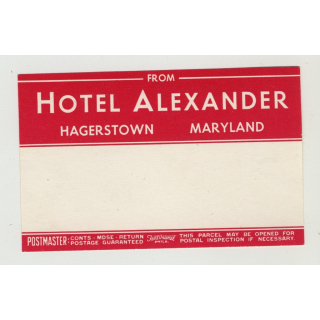 FROM
HOTEL ALEXANDER
HAGERSTOWN MARYLAND
POSTMASTER: CONTS - MDSE - RETURN POSTAGE GUARANTEED
PHILA.
THIS PARCEL MAY BE OPENED FOR
POSTAL INSPECTION IF NECESSARY